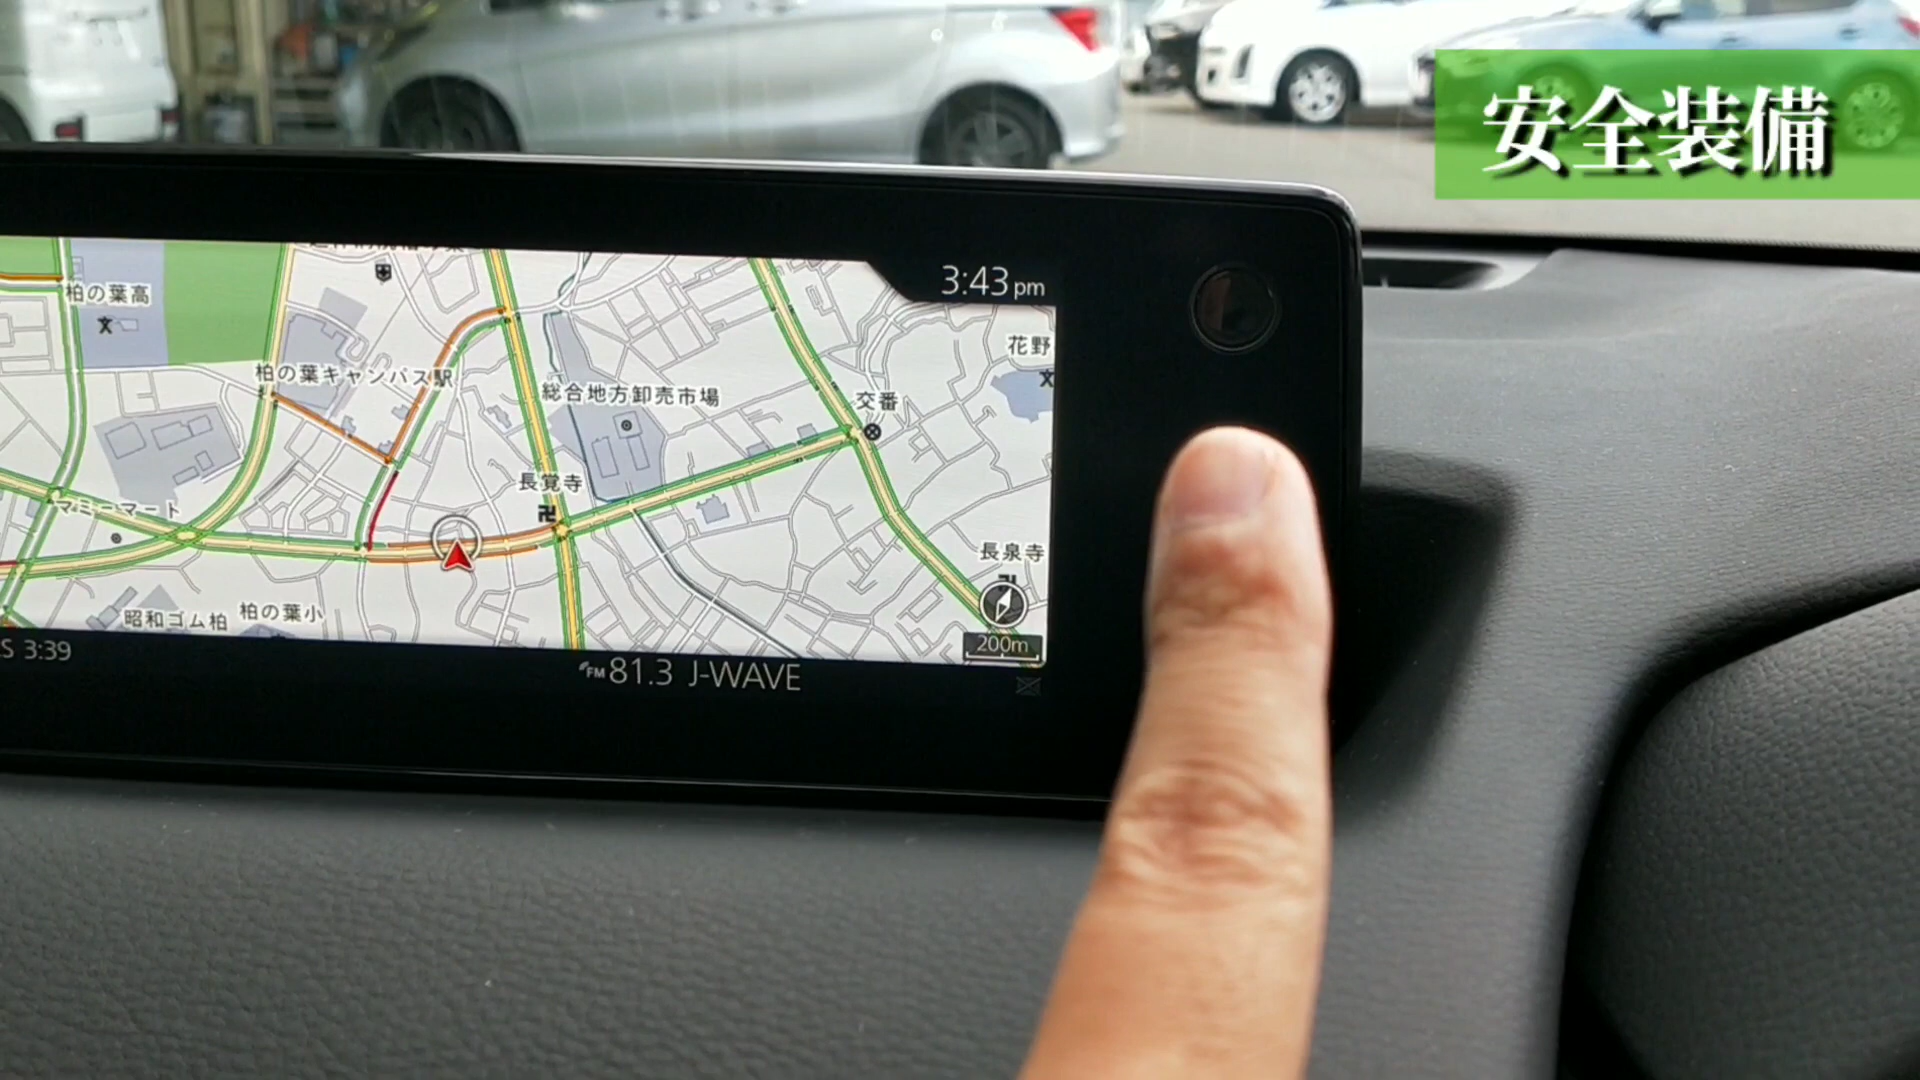 安全装備
3:43 pm
柏の葉高
花野
柏の葉キャンパス駅
総合地方卸売市場
交番
長覚寺
マミーマート
長泉寺
昭和ゴム柏
柏の葉小
200m
3:39
FM 81.3 J-WAVE